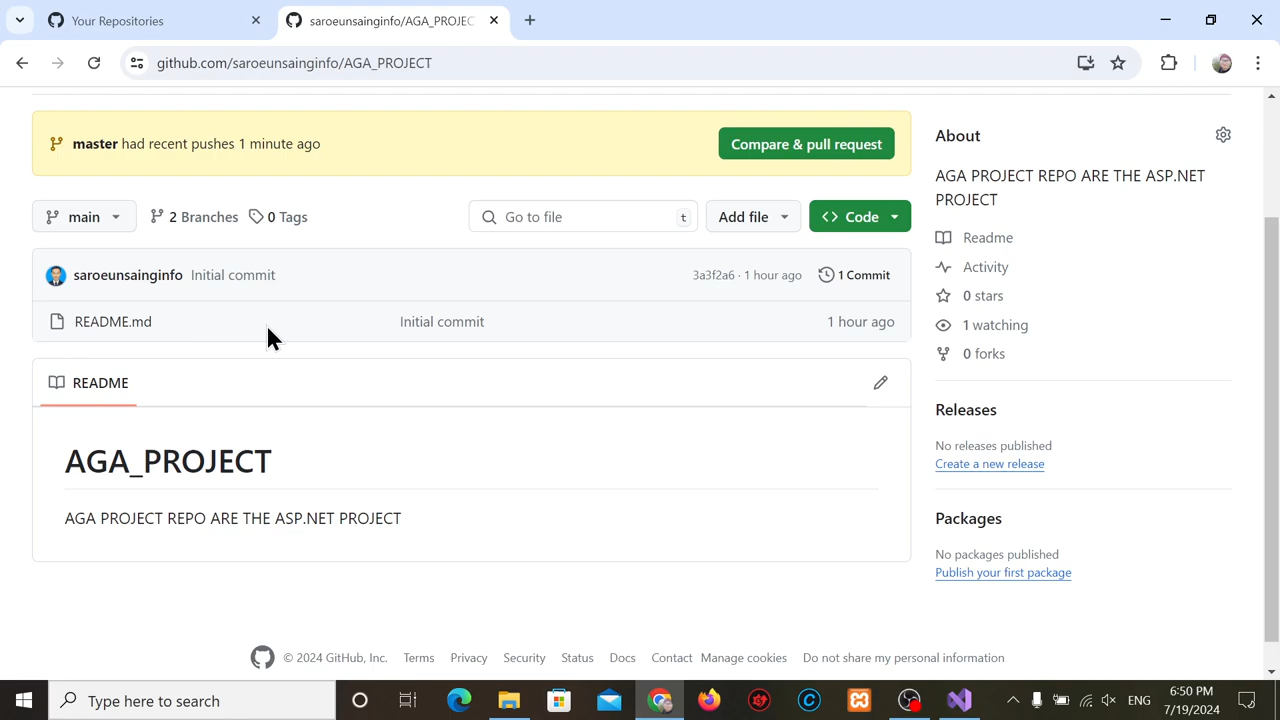 Your Repositories
saroeunsainginfo/AGA_PROJEC
github.com/saroeunsainginfo/AGA_PROJECT
master had recent pushes 1 minute ago
Compare & pull request
About
AGA PROJECT REPO ARE THE ASP.NET
PROJECT
main
2 Branches
0 Tags
Go to file
t
Add file
Code
Readme
Activity
saroeunsainginfo Initial commit
3a3f2a6 · 1 hour ago
1 Commit
0 stars
README.md
Initial commit
1 hour ago
1 watching
0 forks
README
Releases
No releases published
Create a new release
AGA_PROJECT
AGA PROJECT REPO ARE THE ASP.NET PROJECT
Packages
No packages published
Publish your first package
© 2024 GitHub, Inc. Terms Privacy Security Status Docs Contact Manage cookies Do not share my personal information
Type here to search
ENG
6:50 PM
7/19/2024